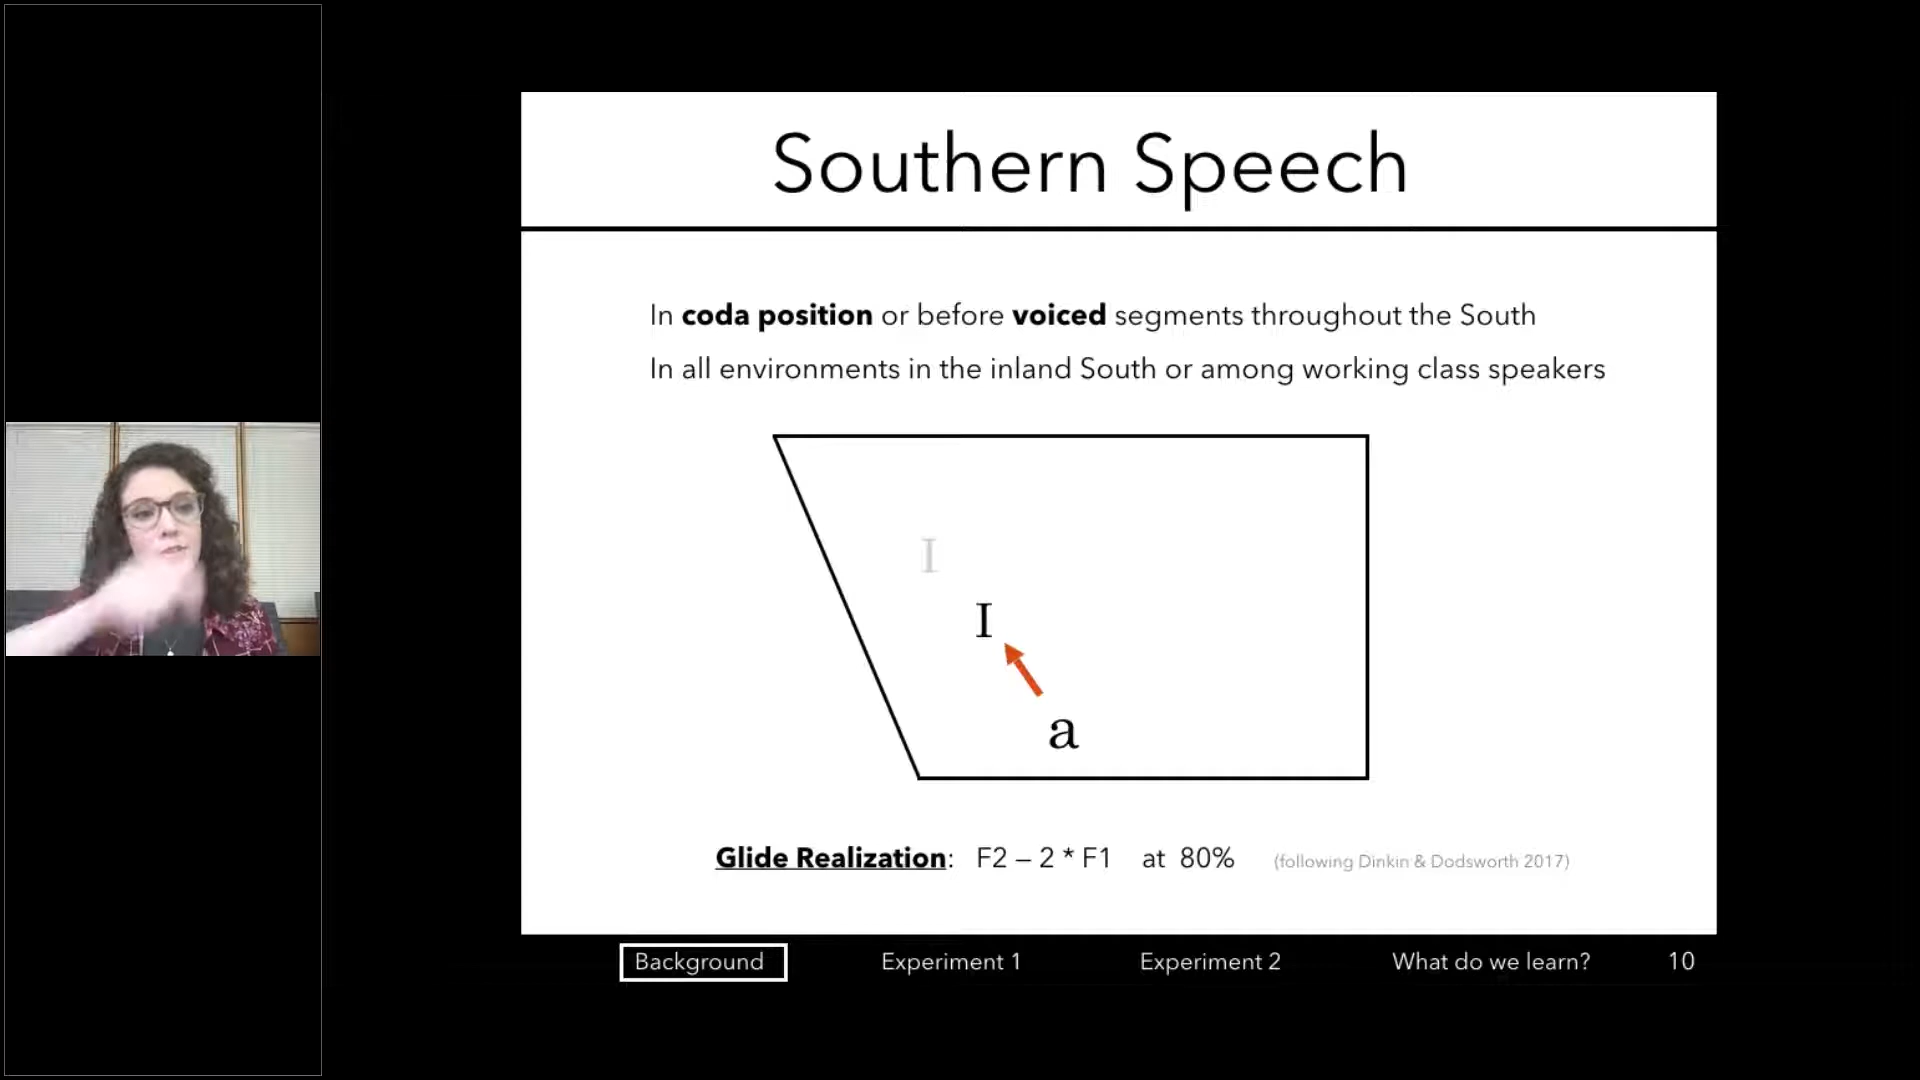 Southern Speech
In coda position or before voiced segments throughout the South
In all environments in the inland South or among working class speakers
I
I
a
Glide Realization: F2 – 2 * F1 at 80% (following Dinkin & Dodsworth 2017)
Background Experiment 1 Experiment 2 What do we learn? 10